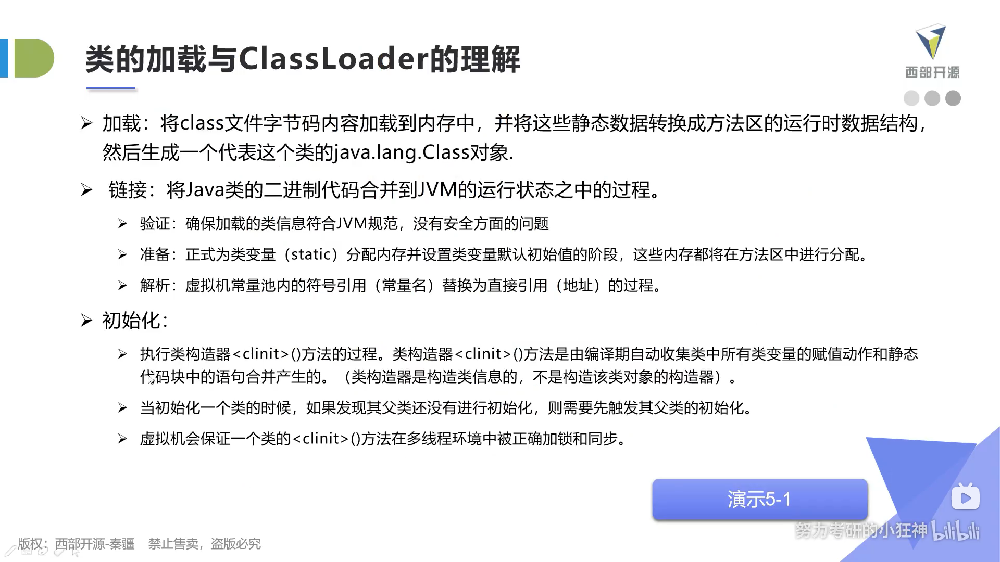 类的加载与ClassLoader的理解
西部开源
加载：将class文件字节码内容加载到内存中，并将这些静态数据转换成方法区的运行时数据结构，
然后生成一个代表这个类的java.lang.Class对象.
链接：将Java类的二进制代码合并到JVM的运行状态之中的过程。
验证：确保加载的类信息符合JVM规范，没有安全方面的问题
准备：正式为类变量（static）分配内存并设置类变量默认初始值的阶段，这些内存都将在方法区中进行分配。
解析：虚拟机常量池内的符号引用（常量名）替换为直接引用（地址）的过程。
初始化：
执行类构造器<clinit>()方法的过程。类构造器<clinit>()方法是由编译期自动收集类中所有类变量的赋值动作和静态
代码块中的语句合并产生的。（类构造器是构造类信息的，不是构造该类对象的构造器）。
当初始化一个类的时候，如果发现其父类还没有进行初始化，则需要先触发其父类的初始化。
虚拟机会保证一个类的<clinit>()方法在多线程环境中被正确加锁和同步。
演示5-1
努力考研的小狂神 bilibili
版权：西部开源-秦疆 禁止售卖，盗版必究